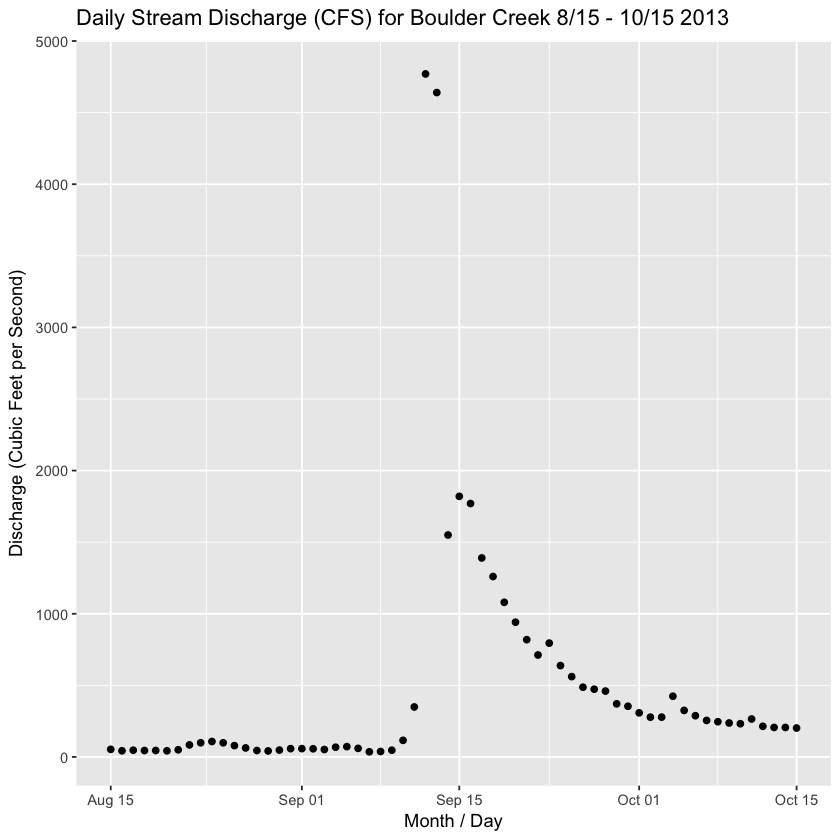 Daily Stream Discharge (CFS) for Boulder Creek 8/15 - 10/15 2013
Discharge (Cubic Feet per Second)
5000
4000
3000
2000
1000
0
Aug 15 Sep 01 Sep 15 Oct 01 Oct 15
Month / Day